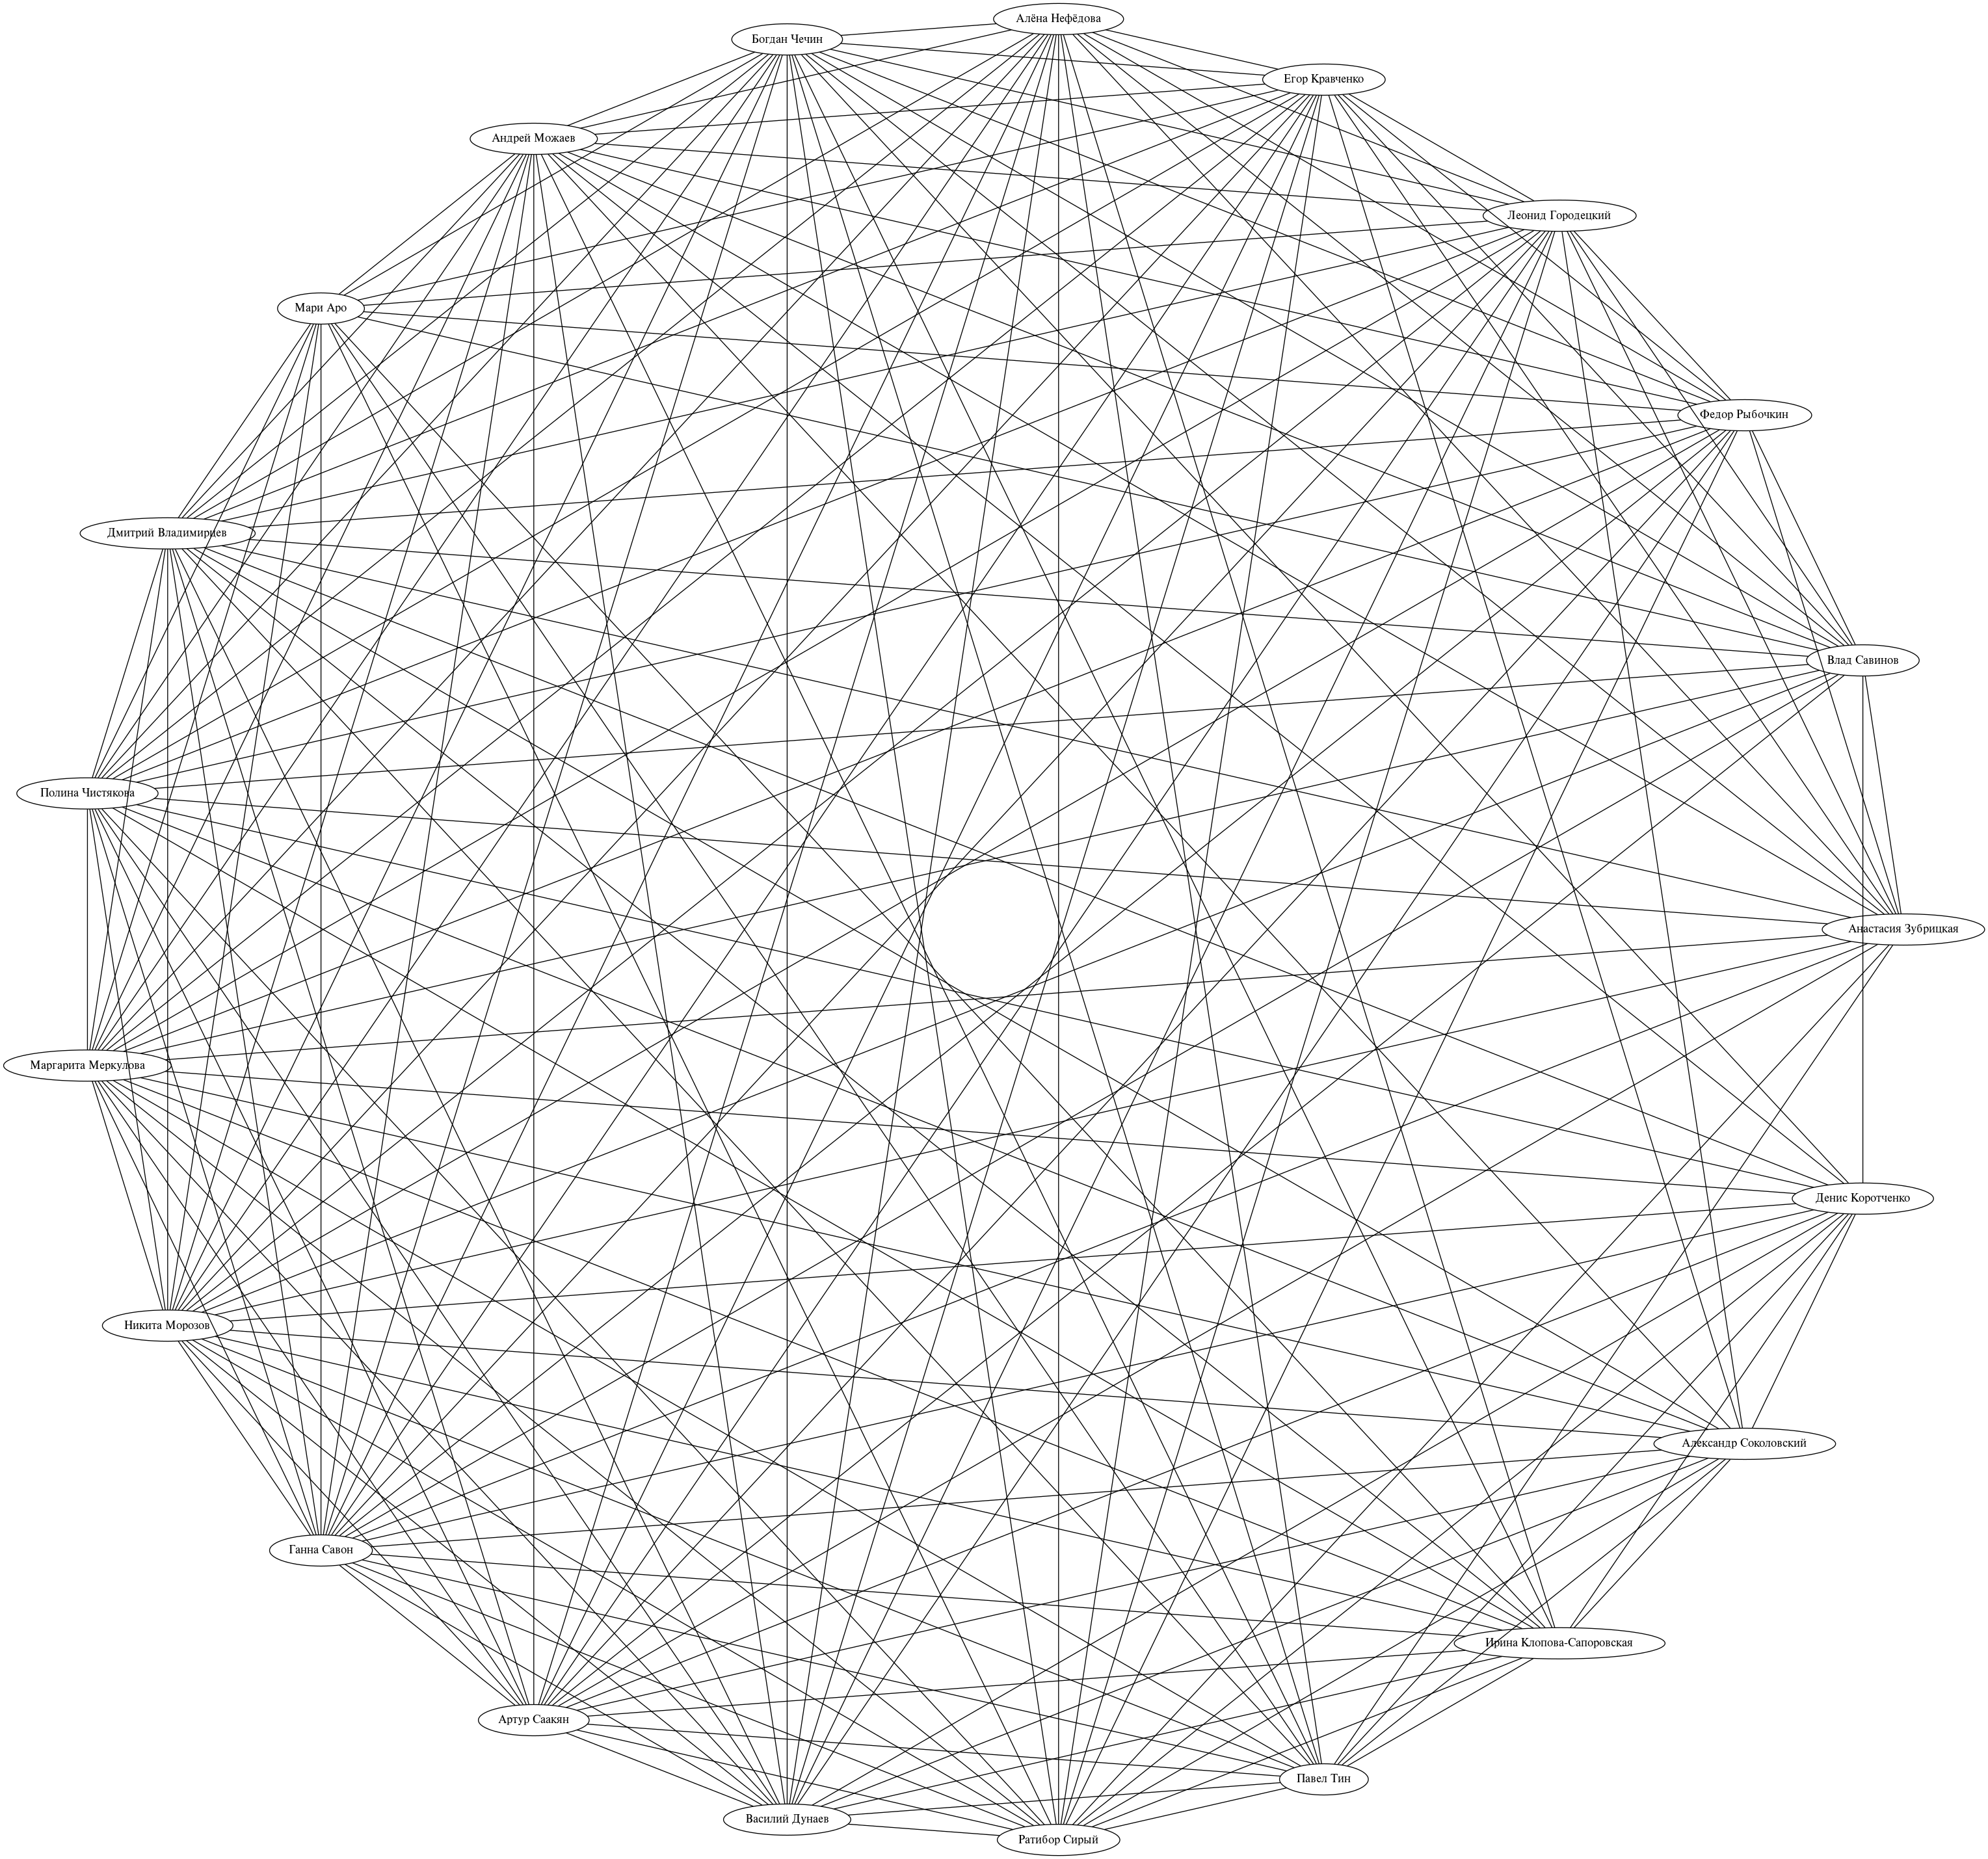 Алёна Нефёдова
Богдан Чечин
Егор Кравченко
Андрей Можаев
Леонид Городецкий
Мари Аро
Федор Рыбочкин
Дмитрий Владимирцев
Влад Савинов
Полина Чистякова
Анастасия Зубрицкая
Маргарита Меркулова
Денис Коротченко
Никита Морозов
Александр Соколовский
Ганна Савон
Ирина Клопова-Сапоровская
Артур Саакян
Павел Тин
Василий Дунаев
Ратибор Сирый